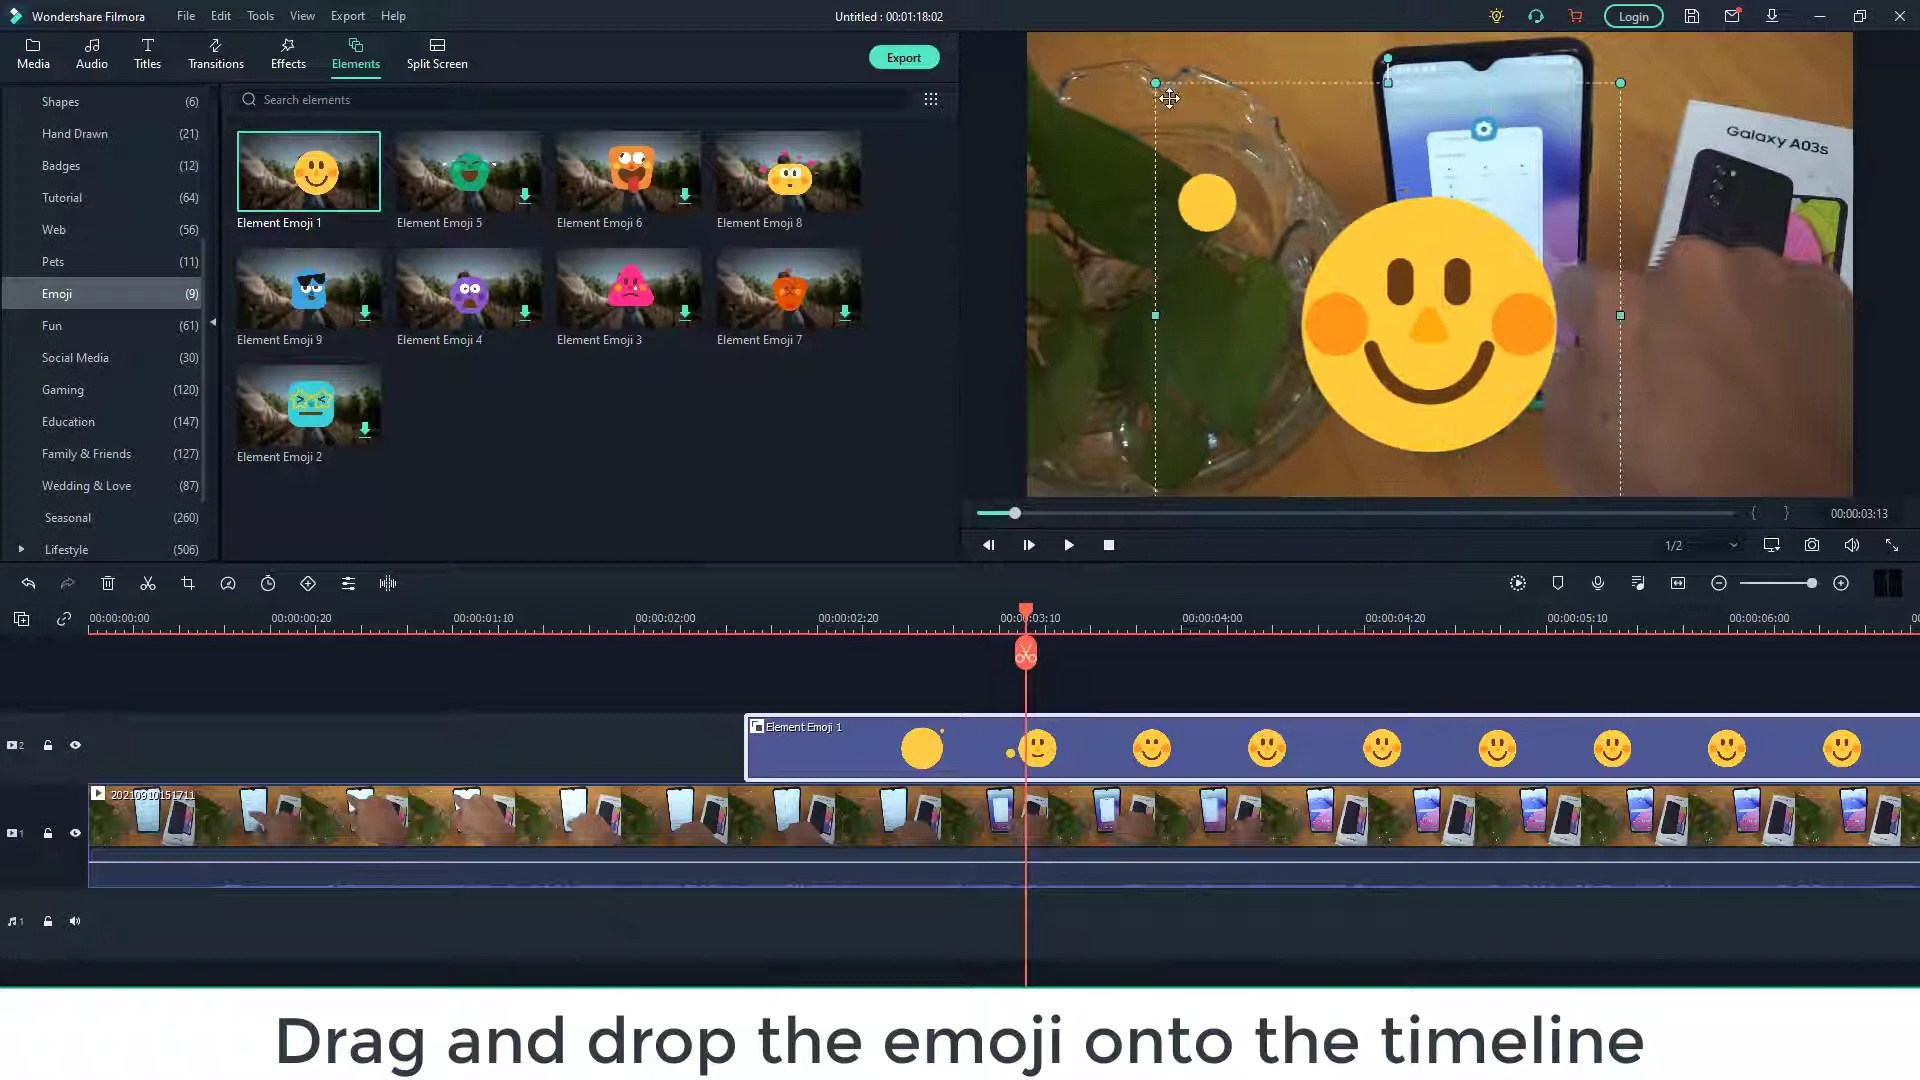 Wondershare Filmora
File Edit Tools View Export Help
Untitled : 00:01:18:02
Login
Media Audio Titles Transitions Effects Elements Split Screen
Export
Search elements
Shapes (6)
Hand Drawn (21)
Badges (12)
Tutorial (64)
Web (56)
Pets (11)
Emoji (9)
Fun (61)
Social Media (30)
Gaming (120)
Education (147)
Family & Friends (127)
Wedding & Love (87)
Seasonal (260)
Lifestyle (506)
Element Emoji 1 Element Emoji 5 Element Emoji 6 Element Emoji 8
Element Emoji 9 Element Emoji 4 Element Emoji 3 Element Emoji 7
Element Emoji 2
Galaxy A03s
{ } 00:00:03:13
1/2
00:00:00:00 00:00:00:20 00:00:01:10 00:00:02:00 00:00:02:20 00:00:03:10 00:00:04:00 00:00:04:20 00:00:05:10 00:00:06:00
2
Element Emoji 1
1
20210910151711
1
Drag and drop the emoji onto the timeline